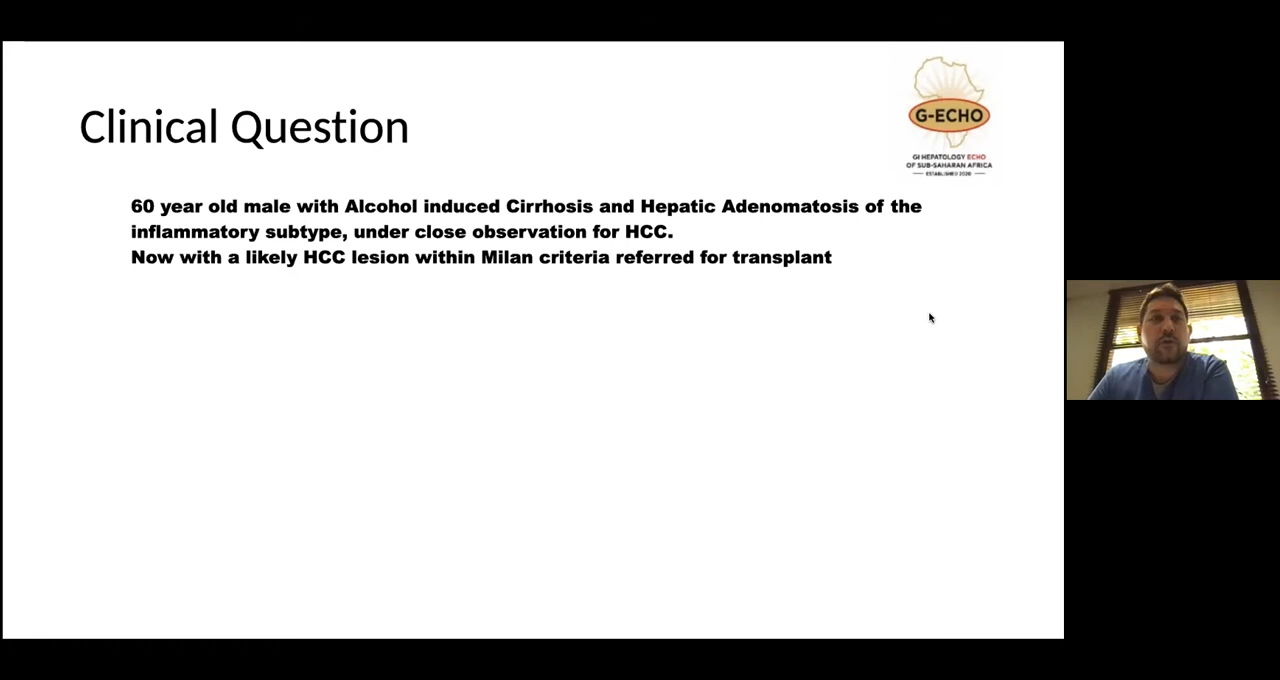 Clinical Question
G-ECHO
GI HEPATOLOGY ECHO
OF SUB-SAHARAN AFRICA
ESTABLISHED 2020
60 year old male with Alcohol induced Cirrhosis and Hepatic Adenomatosis of the
inflammatory subtype, under close observation for HCC.
Now with a likely HCC lesion within Milan criteria referred for transplant